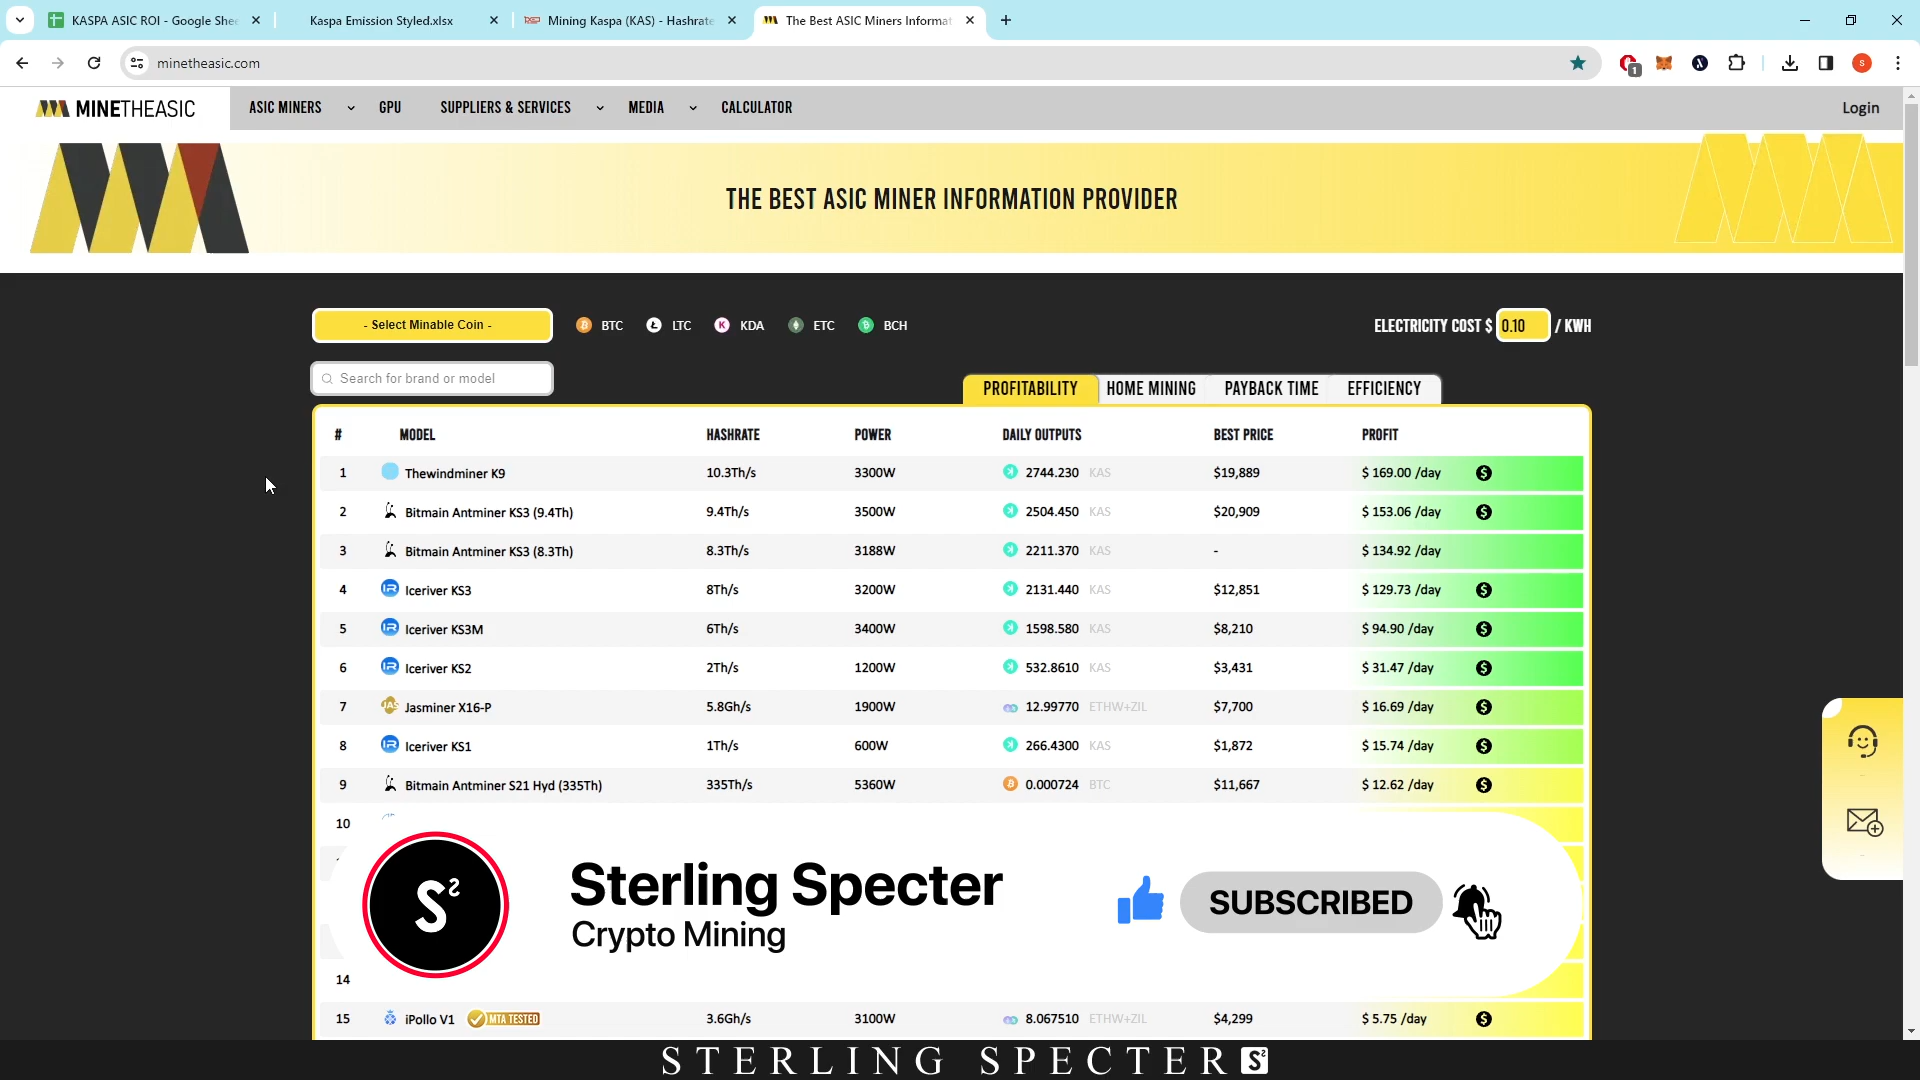 KASPA ASIC ROI - Google Shee
Kaspa Emission Styled.xlsx
Mining Kaspa (KAS) - Hashrate
The Best ASIC Miners Informat
minetheasic.com
1
S
MINETHEASIC
ASIC MINERS
GPU
SUPPLIERS & SERVICES
MEDIA
CALCULATOR
Login
THE BEST ASIC MINER INFORMATION PROVIDER
- Select Minable Coin -
BTC LTC KDA ETC BCH
ELECTRICITY COST $ 0.10 / KWH
Search for brand or model
PROFITABILITY HOME MINING PAYBACK TIME EFFICIENCY
# MODEL HASHRATE POWER DAILY OUTPUTS BEST PRICE PROFIT
1 Thewindminer K9 10.3Th/s 3300W 2744.230 KAS $19,889 $ 169.00 /day
2 Bitmain Antminer KS3 (9.4Th) 9.4Th/s 3500W 2504.450 KAS $20,909 $ 153.06 /day
3 Bitmain Antminer KS3 (8.3Th) 8.3Th/s 3188W 2211.370 KAS - $ 134.92 /day
4 Iceriver KS3 8Th/s 3200W 2131.440 KAS $12,851 $ 129.73 /day
5 Iceriver KS3M 6Th/s 3400W 1598.580 KAS $8,210 $ 94.90 /day
6 Iceriver KS2 2Th/s 1200W 532.8610 KAS $3,431 $ 31.47 /day
7 Jasminer X16-P 5.8Gh/s 1900W 12.99770 ETHW+ZIL $7,700 $ 16.69 /day
8 Iceriver KS1 1Th/s 600W 266.4300 KAS $1,872 $ 15.74 /day
9 Bitmain Antminer S21 Hyd (335Th) 335Th/s 5360W 0.000724 BTC $11,667 $ 12.62 /day
10
S2
Sterling Specter
Crypto Mining
SUBSCRIBED
14
15 iPollo V1 MTA TESTED 3.6Gh/s 3100W 8.067510 ETHW+ZIL $4,299 $ 5.75 /day
STERLING SPECTER S2